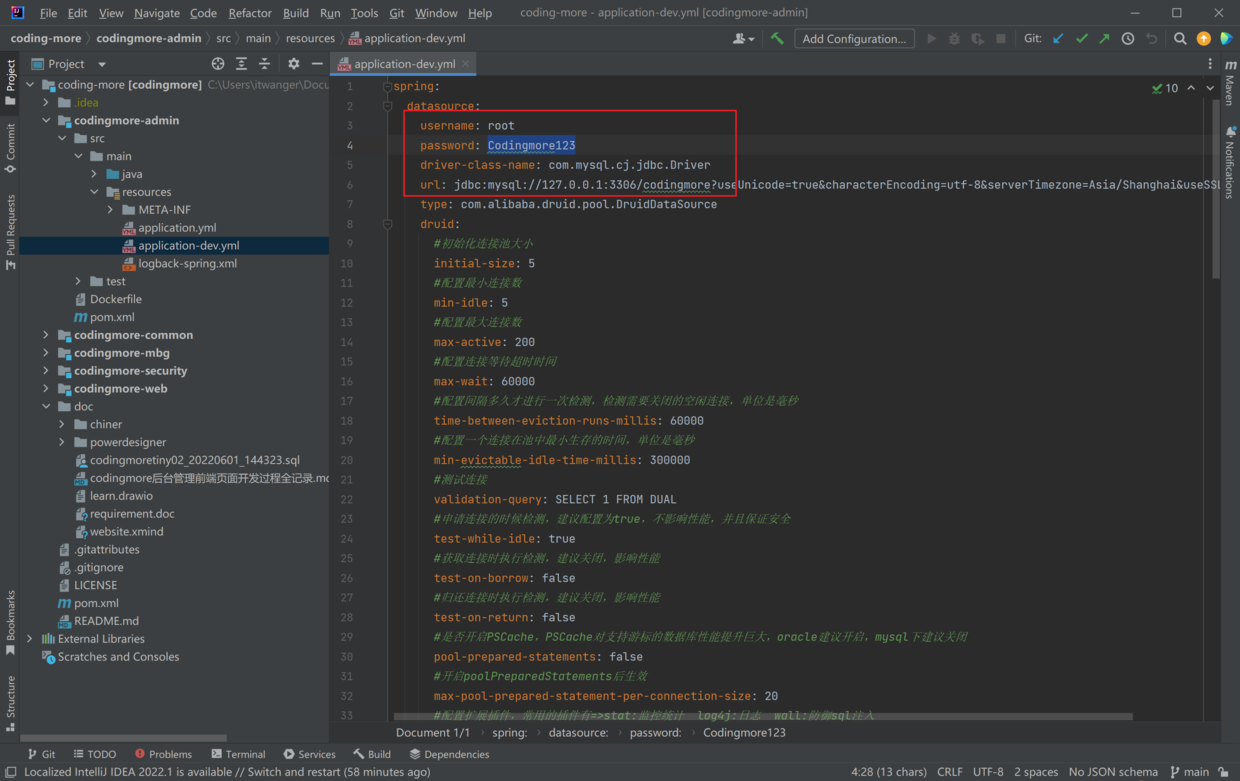 File Edit View Navigate Code Refactor Build Run Tools Git Window Help coding-more - application-dev.yml [codingmore-admin]
coding-more codingmore-admin src main resources application-dev.yml Add Configuration... Git:
Project
application-dev.yml
coding-more [codingmore] C:\Users\itwanger\Docu
.idea
codingmore-admin
src
main
java
resources
META-INF
application.yml
application-dev.yml
logback-spring.xml
test
Dockerfile
pom.xml
codingmore-common
codingmore-mbg
codingmore-security
codingmore-web
doc
chiner
powerdesigner
codingmoretiny02_20220601_144323.sql
codingmore后台管理前端页面开发过程全记录.md
learn.drawio
requirement.doc
website.xmind
.gitattributes
.gitignore
LICENSE
pom.xml
README.md
External Libraries
Scratches and Consoles
Project
Commit
Pull Requests
Bookmarks
Structure
10
1 spring:
2 datasource:
3 username: root
4 password: Codingmore123
5 driver-class-name: com.mysql.cj.jdbc.Driver
6 url: jdbc:mysql://127.0.0.1:3306/codingmore?useUnicode=true&characterEncoding=utf-8&serverTimezone=Asia/Shanghai&useSSL
7 type: com.alibaba.druid.pool.DruidDataSource
8 druid:
9 #初始化连接池大小
10 initial-size: 5
11 #配置最小连接数
12 min-idle: 5
13 #配置最大连接数
14 max-active: 200
15 #配置连接等待超时时间
16 max-wait: 60000
17 #配置间隔多久才进行一次检测，检测需要关闭的空闲连接，单位是毫秒
18 time-between-eviction-runs-millis: 60000
19 #配置一个连接在池中最小生存的时间，单位是毫秒
20 min-evictable-idle-time-millis: 300000
21 #测试连接
22 validation-query: SELECT 1 FROM DUAL
23 #申请连接的时候检测，建议配置为true，不影响性能，并且保证安全
24 test-while-idle: true
25 #获取连接时执行检测，建议关闭，影响性能
26 test-on-borrow: false
27 #归还连接时执行检测，建议关闭，影响性能
28 test-on-return: false
29 #是否开启PSCache，PSCache对支持游标的数据库性能提升巨大，oracle建议开启，mysql下建议关闭
30 pool-prepared-statements: false
31 #开启poolPreparedStatements后生效
32 max-pool-prepared-statement-per-connection-size: 20
33 #配置扩展插件，常用的插件有=>stat:监控统计 log4j:日志 wall:防御sql注入
Document 1/1 spring: datasource: password: Codingmore123
Maven
Notifications
Git TODO Problems Terminal Services Build Dependencies
Localized IntelliJ IDEA 2022.1 is available // Switch and restart (58 minutes ago) 4:28 (13 chars) CRLF UTF-8 2 spaces No JSON schema main